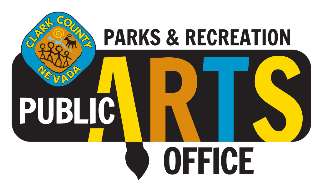 CLARK COUNTY
NEVADA
PARKS & RECREATION
PUBLIC ARTS
OFFICE